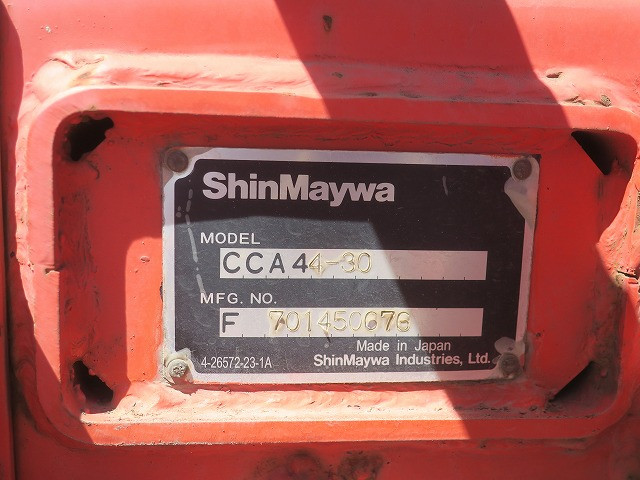 ShinMaywa
MODEL
CCA44-30
MFG. NO.
F 701450676
Made in Japan
4-26572-23-1A ShinMaywa Industries, Ltd.